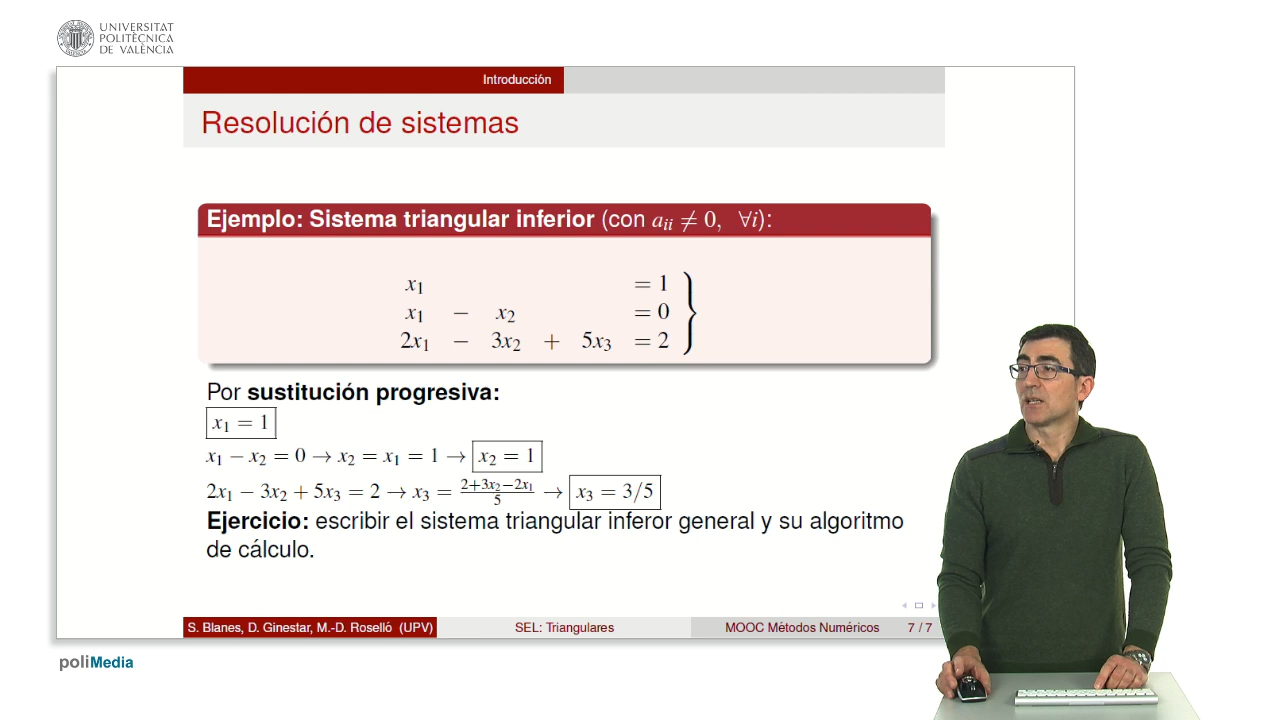 UNIVERSITAT
POLITÈCNICA
DE VALÈNCIA
Introducción
Resolución de sistemas
Ejemplo: Sistema triangular inferior (con a_{ii} ≠ 0, ∀i):
x₁ = 1
x₁ − x₂ = 0
2x₁ − 3x₂ + 5x₃ = 2
Por sustitución progresiva:
x₁ = 1
x₁ − x₂ = 0 → x₂ = x₁ = 1 → x₂ = 1
2x₁ − 3x₂ + 5x₃ = 2 → x₃ = (2+3x₂−2x₁)/5 → x₃ = 3/5
Ejercicio: escribir el sistema triangular inferor general y su algoritmo
de cálculo.
S. Blanes, D. Ginestar, M.-D. Roselló (UPV) SEL: Triangulares MOOC Métodos Numéricos 7 / 7
poliMedia